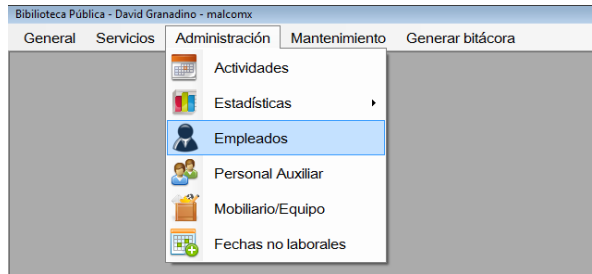 Biblioteca Pública - David Granadino - malcomx
General Servicios Administración Mantenimiento Generar bitácora
Actividades
Estadísticas
Empleados
Personal Auxiliar
Mobiliario/Equipo
Fechas no laborales